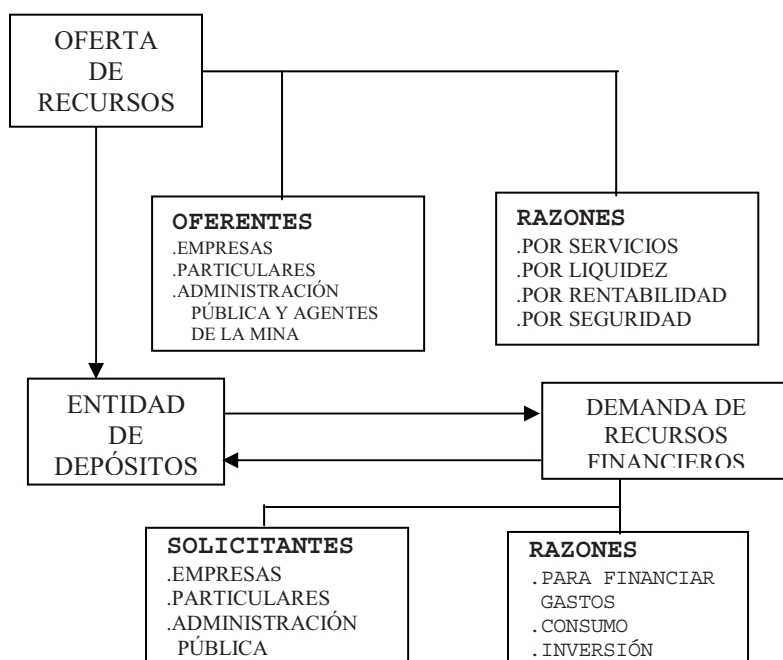 OFERTA
DE
RECURSOS
OFERENTES
.EMPRESAS
.PARTICULARES
.ADMINISTRACIÓN
PÚBLICA Y AGENTES
DE LA MINA
RAZONES
.POR SERVICIOS
.POR LIQUIDEZ
.POR RENTABILIDAD
.POR SEGURIDAD
ENTIDAD
DE
DEPÓSITOS
DEMANDA DE
RECURSOS
FINANCIEROS
SOLICITANTES
.EMPRESAS
.PARTICULARES
.ADMINISTRACIÓN
PÚBLICA
RAZONES
.PARA FINANCIAR
GASTOS
.CONSUMO
.INVERSIÓN